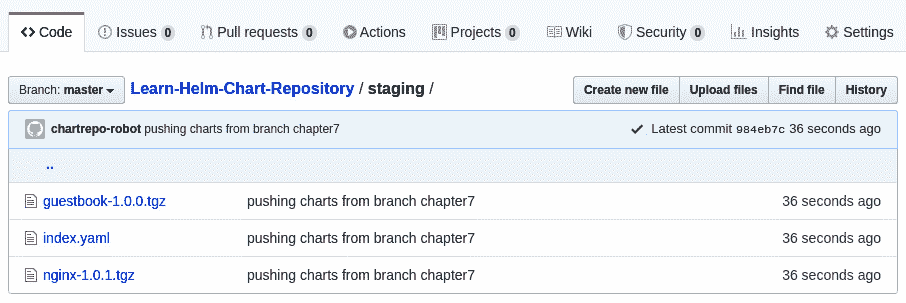 Code Issues 0 Pull requests 0 Actions Projects 0 Wiki Security 0 Insights Settings
Branch: master Learn-Helm-Chart-Repository / staging / Create new file Upload files Find file History
chartrepo-robot pushing charts from branch chapter7 Latest commit 984eb7c 36 seconds ago
..
guestbook-1.0.0.tgz pushing charts from branch chapter7 36 seconds ago
index.yaml pushing charts from branch chapter7 36 seconds ago
nginx-1.0.1.tgz pushing charts from branch chapter7 36 seconds ago